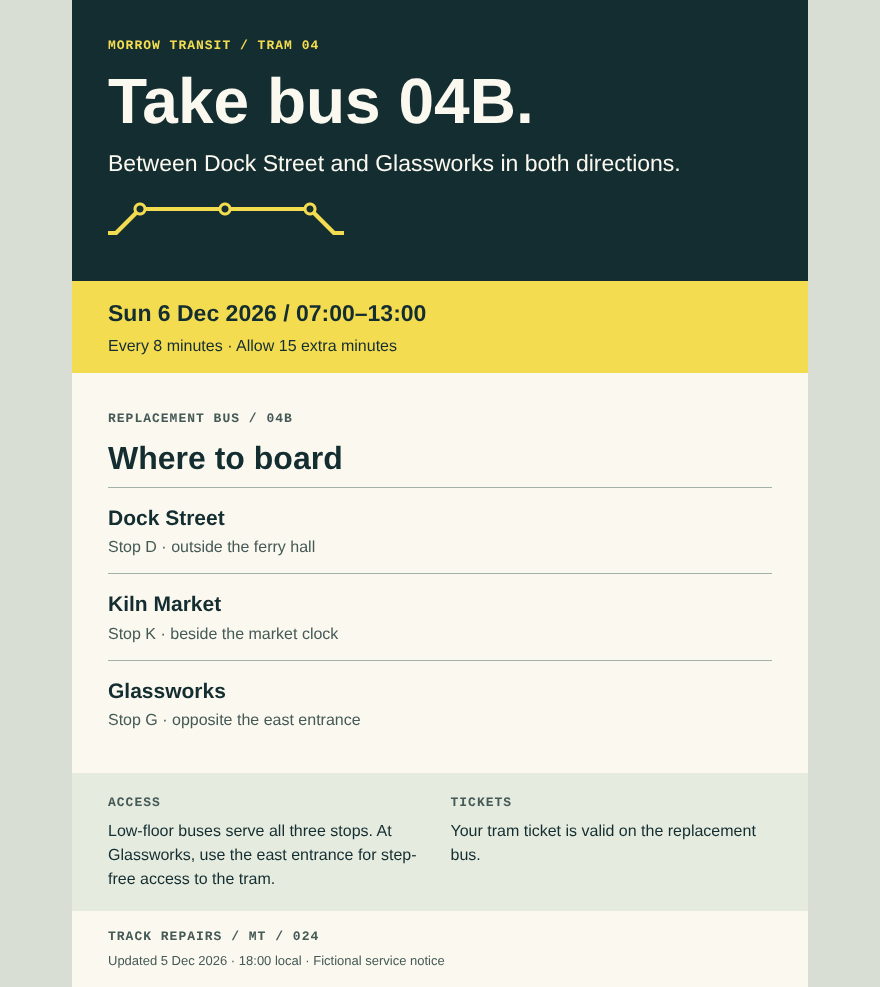 MORROW TRANSIT / TRAM 04
Take bus 04B.
Between Dock Street and Glassworks in both directions.
Sun 6 Dec 2026 / 07:00–13:00
Every 8 minutes · Allow 15 extra minutes
REPLACEMENT BUS / 04B
Where to board
Dock Street
Stop D · outside the ferry hall
Kiln Market
Stop K · beside the market clock
Glassworks
Stop G · opposite the east entrance
ACCESS
Low-floor buses serve all three stops. At
Glassworks, use the east entrance for step-
free access to the tram.
TICKETS
Your tram ticket is valid on the replacement
bus.
TRACK REPAIRS / MT / 024
Updated 5 Dec 2026 · 18:00 local · Fictional service notice